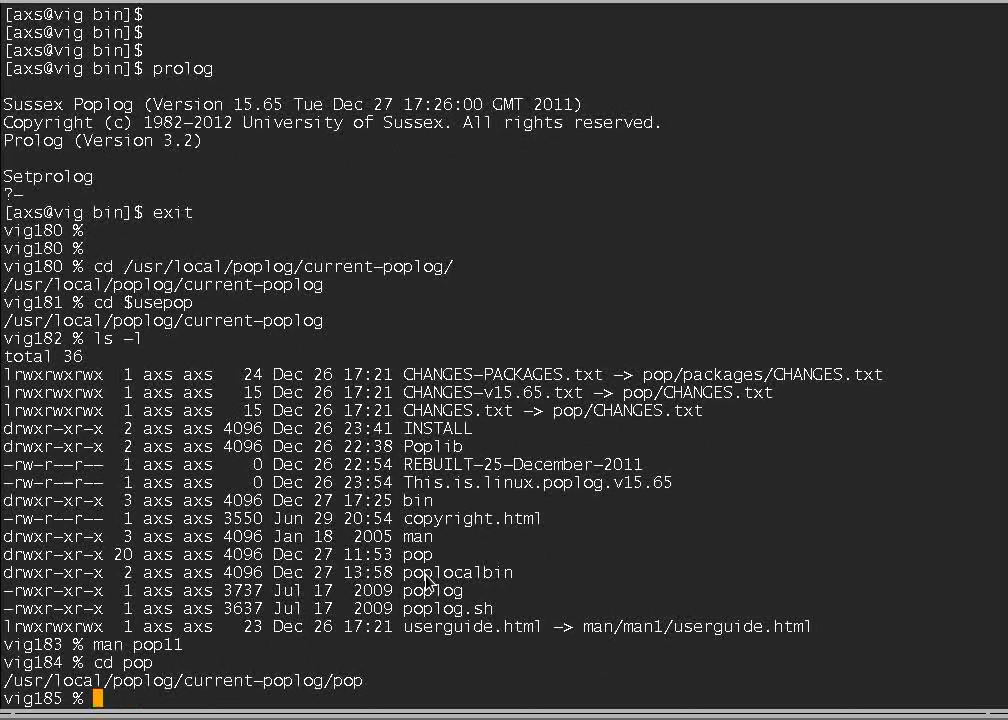 [axs@vig bin]$
[axs@vig bin]$
[axs@vig bin]$
[axs@vig bin]$ prolog
Sussex Poplog (Version 15.65 Tue Dec 27 17:26:00 GMT 2011)
Copyright (c) 1982-2012 University of Sussex. All rights reserved.
Prolog (Version 3.2)
Setprolog
?-
[axs@vig bin]$ exit
vig180 %
vig180 %
vig180 % cd /usr/local/poplog/current-poplog/
/usr/local/poplog/current-poplog
vig181 % cd $usepop
/usr/local/poplog/current-poplog
vig182 % ls -l
total 36
lrwxrwxrwx  1 axs axs   24 Dec 26 17:21 CHANGES-PACKAGES.txt -> pop/packages/CHANGES.txt
lrwxrwxrwx  1 axs axs   15 Dec 26 17:21 CHANGES-v15.65.txt -> pop/CHANGES.txt
lrwxrwxrwx  1 axs axs   15 Dec 26 17:21 CHANGES.txt -> pop/CHANGES.txt
drwxr-xr-x  2 axs axs 4096 Dec 26 23:41 INSTALL
drwxr-xr-x  2 axs axs 4096 Dec 26 22:38 Poplib
-rw-r--r--  1 axs axs    0 Dec 26 22:54 REBUILT-25-December-2011
-rw-r--r--  1 axs axs    0 Dec 26 23:54 This.is.linux.poplog.v15.65
drwxr-xr-x  3 axs axs 4096 Dec 27 17:25 bin
-rw-r--r--  1 axs axs 3550 Jun 29 20:54 copyright.html
drwxr-xr-x  3 axs axs 4096 Jan 18  2005 man
drwxr-xr-x 20 axs axs 4096 Dec 27 11:53 pop
drwxr-xr-x  2 axs axs 4096 Dec 27 13:58 poplocalbin
-rwxr-xr-x  1 axs axs 3737 Jul 17  2009 poplog
-rwxr-xr-x  1 axs axs 3637 Jul 17  2009 poplog.sh
lrwxrwxrwx  1 axs axs   23 Dec 26 17:21 userguide.html -> man/man1/userguide.html
vig183 % man pop11
vig184 % cd pop
/usr/local/poplog/current-poplog/pop
vig185 %